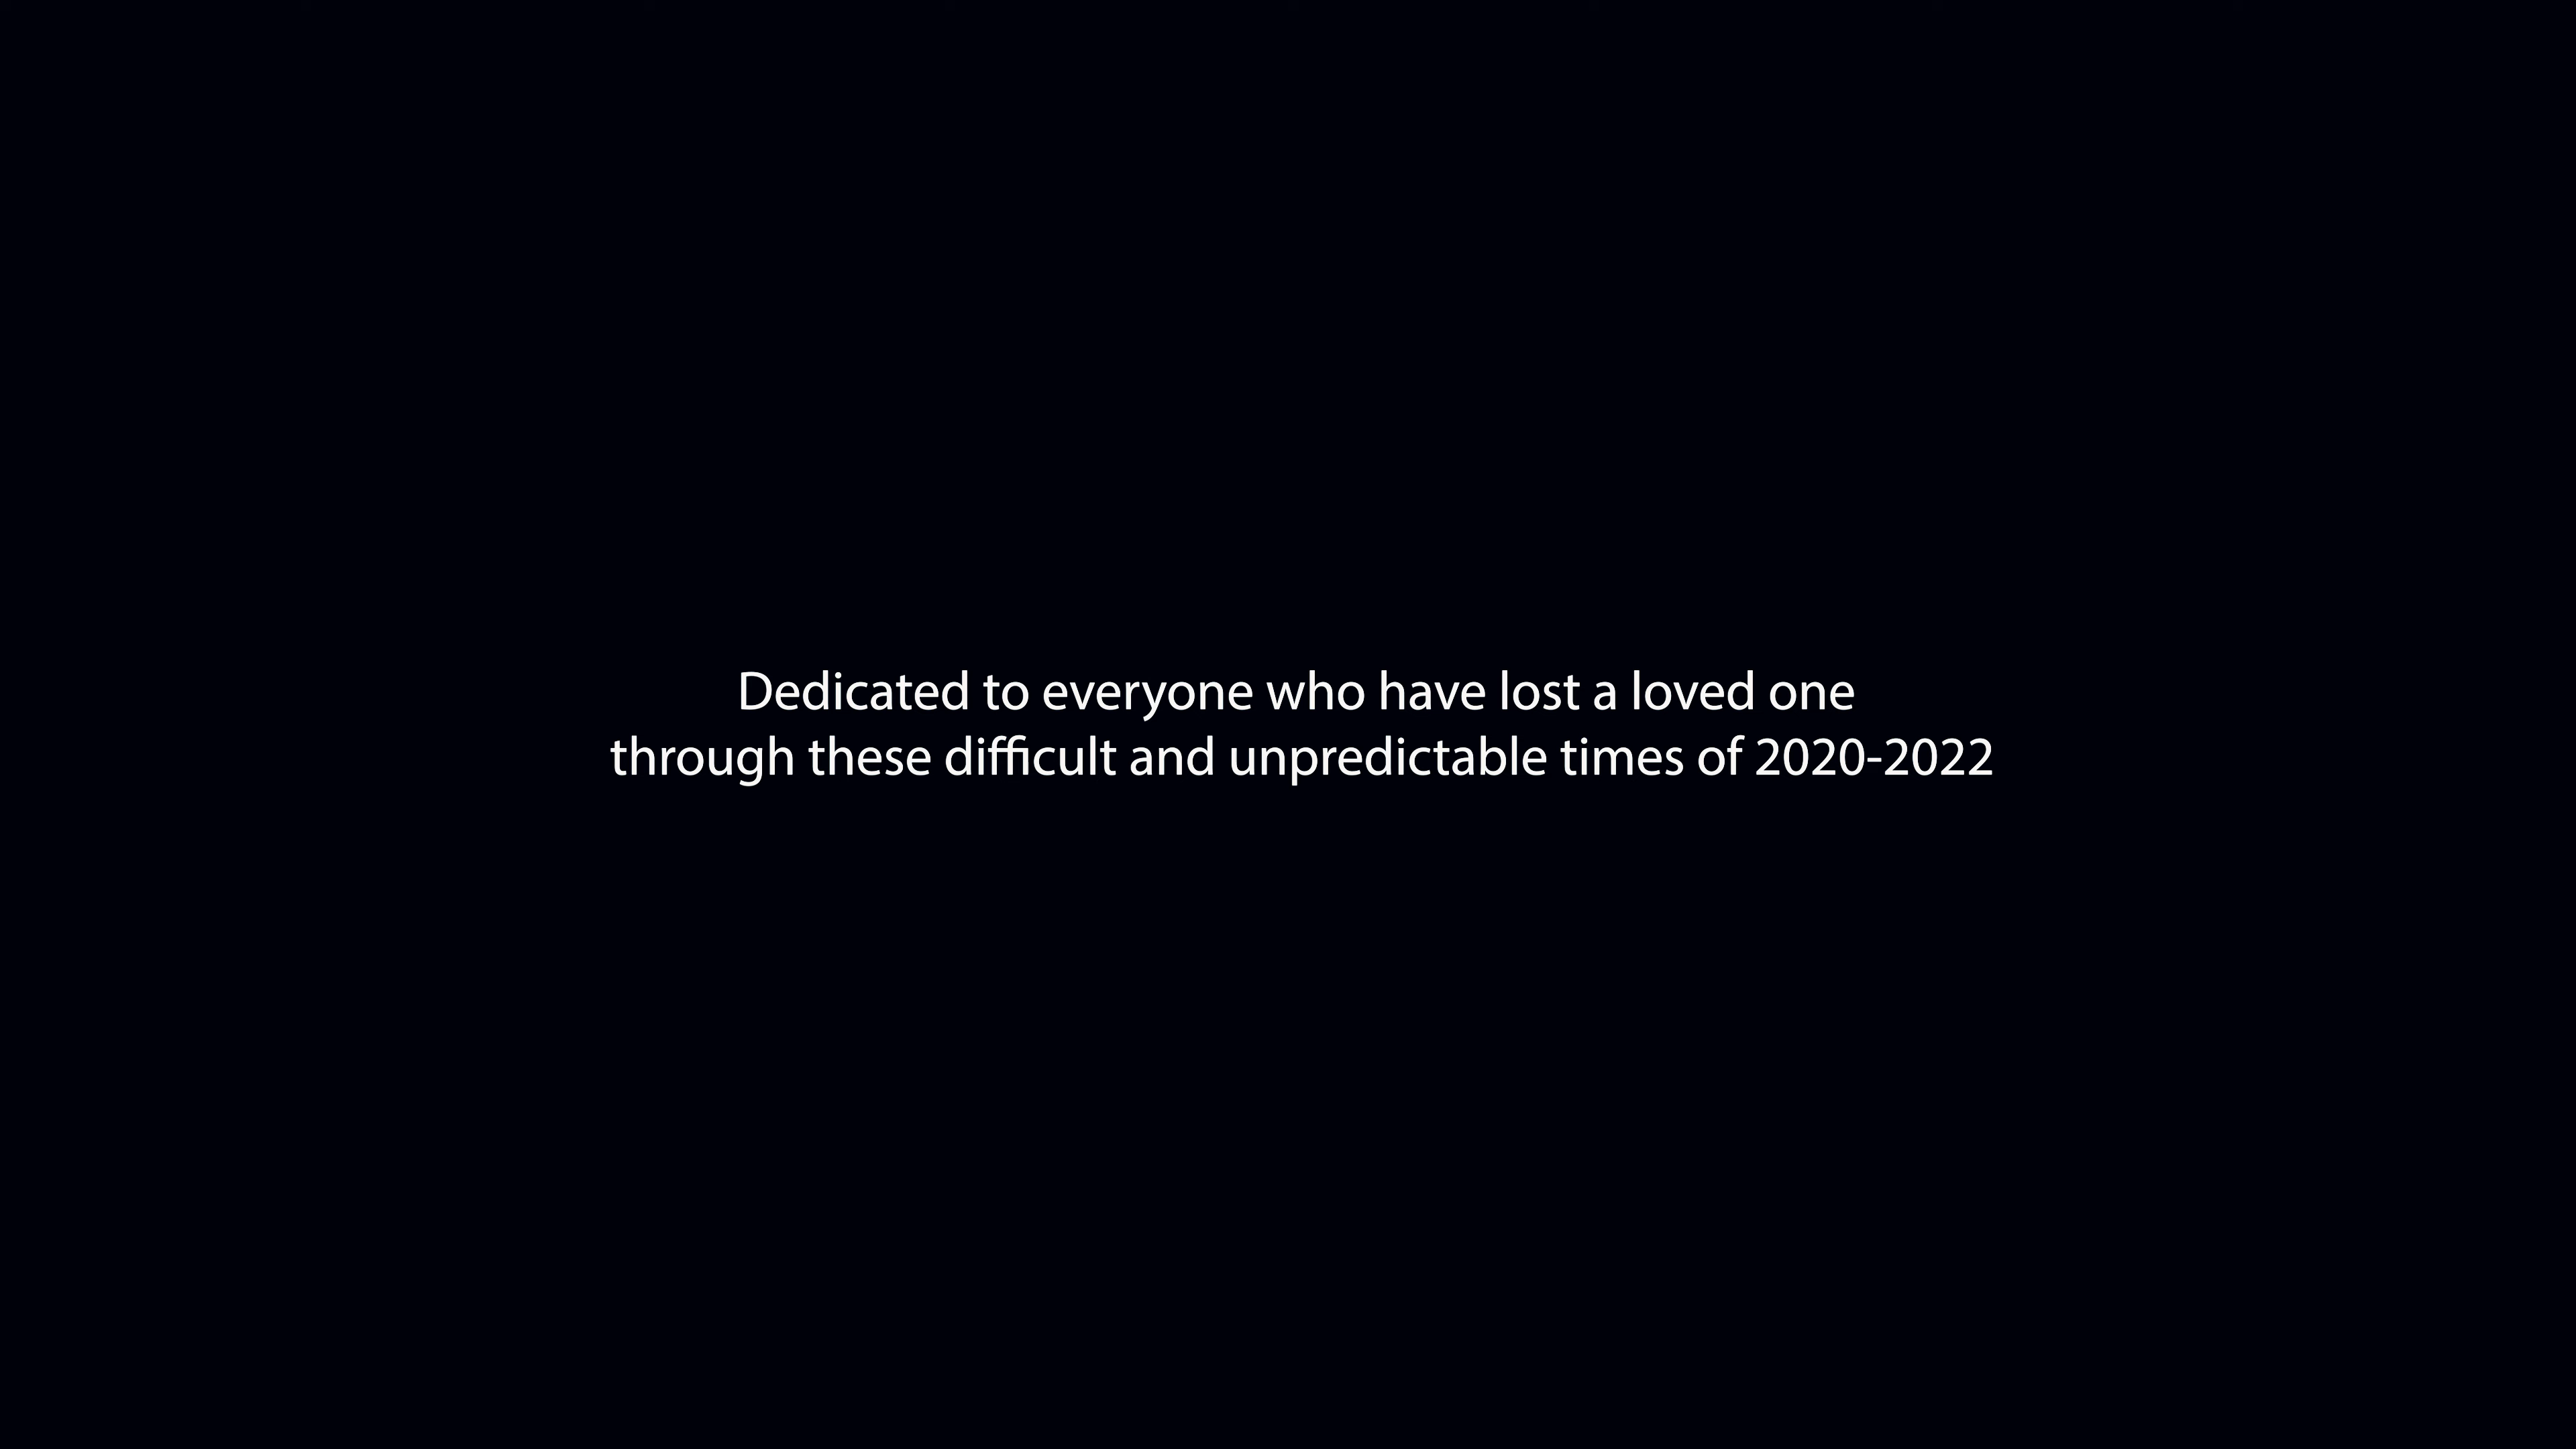 Dedicated to everyone who have lost a loved one
through these difficult and unpredictable times of 2020-2022